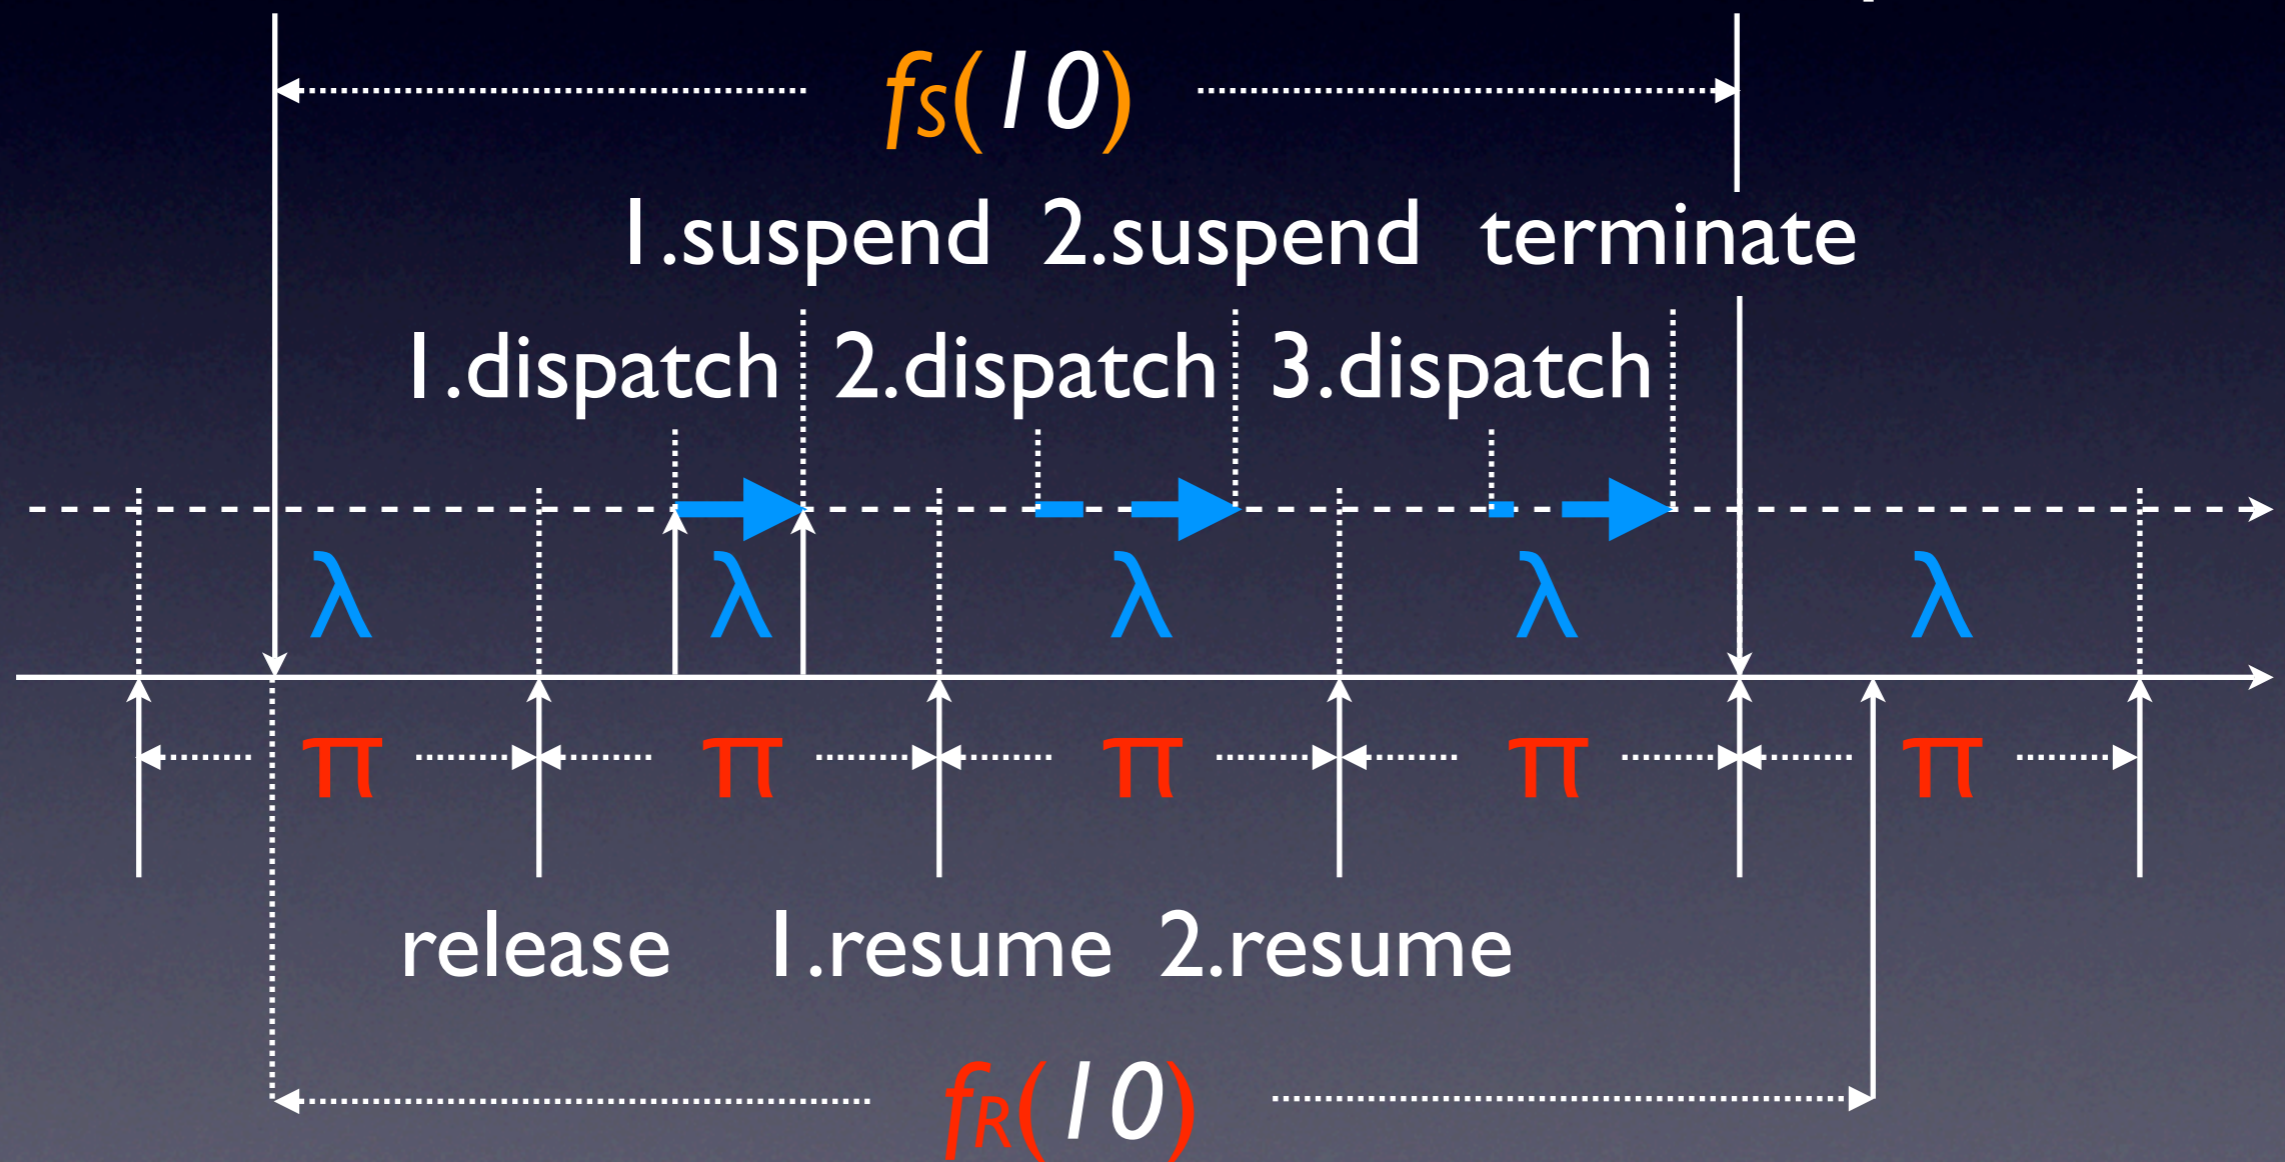 fS(10)
1.suspend 2.suspend terminate
1.dispatch 2.dispatch 3.dispatch
λ λ λ λ λ
π π π π π
release 1.resume 2.resume
fR(10)